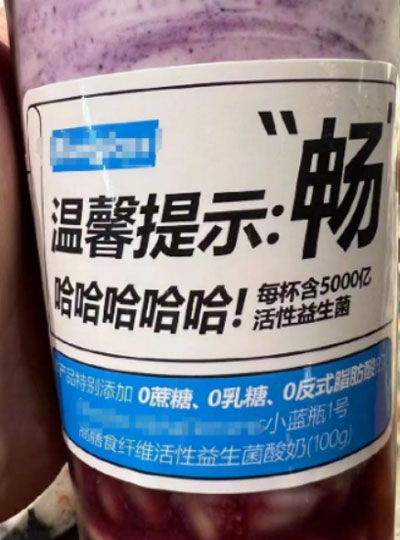 温馨提示:“畅
哈哈哈哈哈!
每杯含5000亿
活性益生菌
产品特别添加 0蔗糖、0乳糖、0反式脂肪酸的
小蓝瓶1号
高膳食纤维活性益生菌酸奶(100g)